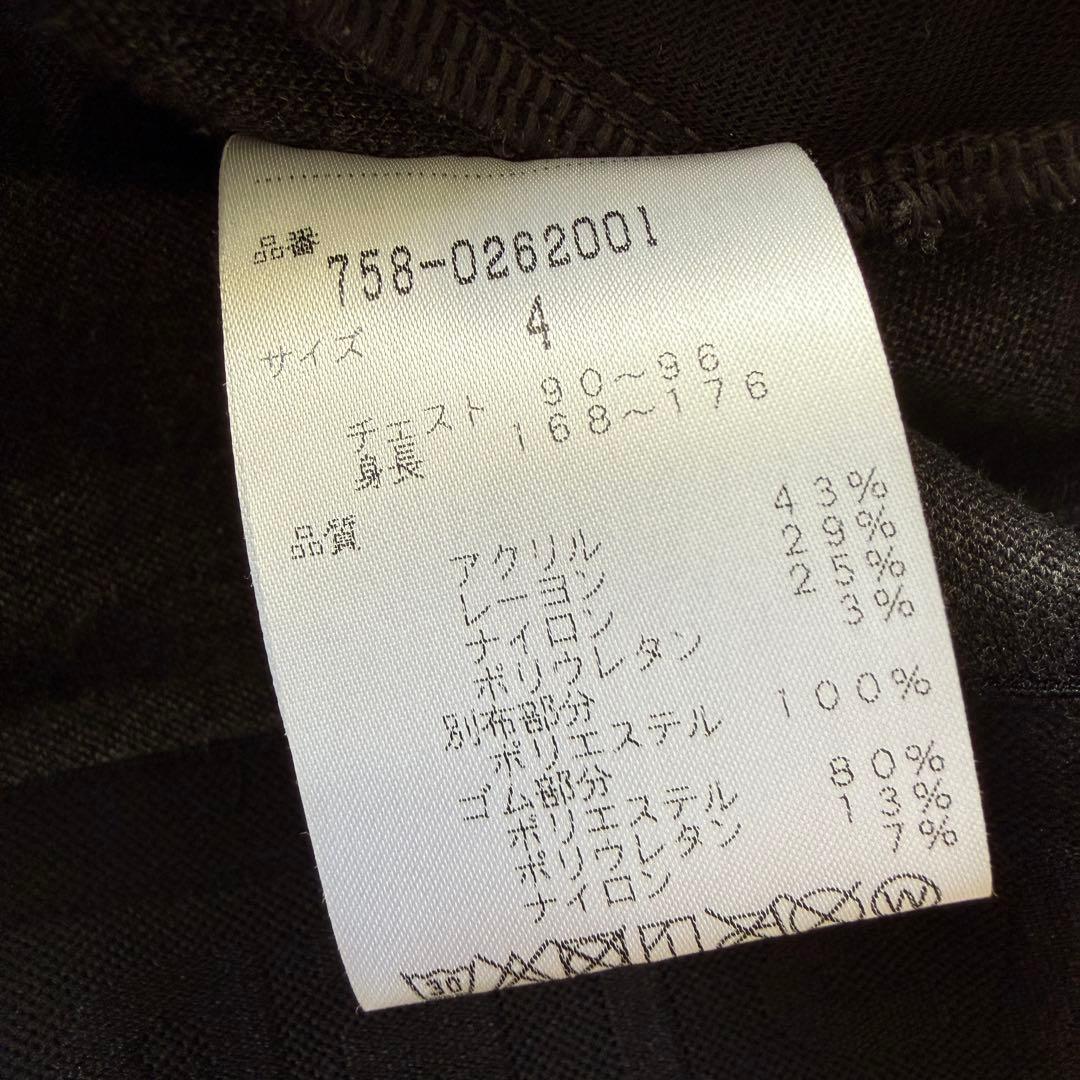 品番 758-0262001
サイズ 4
チェスト 90~96
身長 168~176
品質
アクリル 43%
レーヨン 29%
ナイロン 25%
ポリウレタン 3%
別布部分
ポリエステル 100%
ゴム部分
ポリエステル 80%
ポリウレタン 13%
ナイロン 7%
30 W